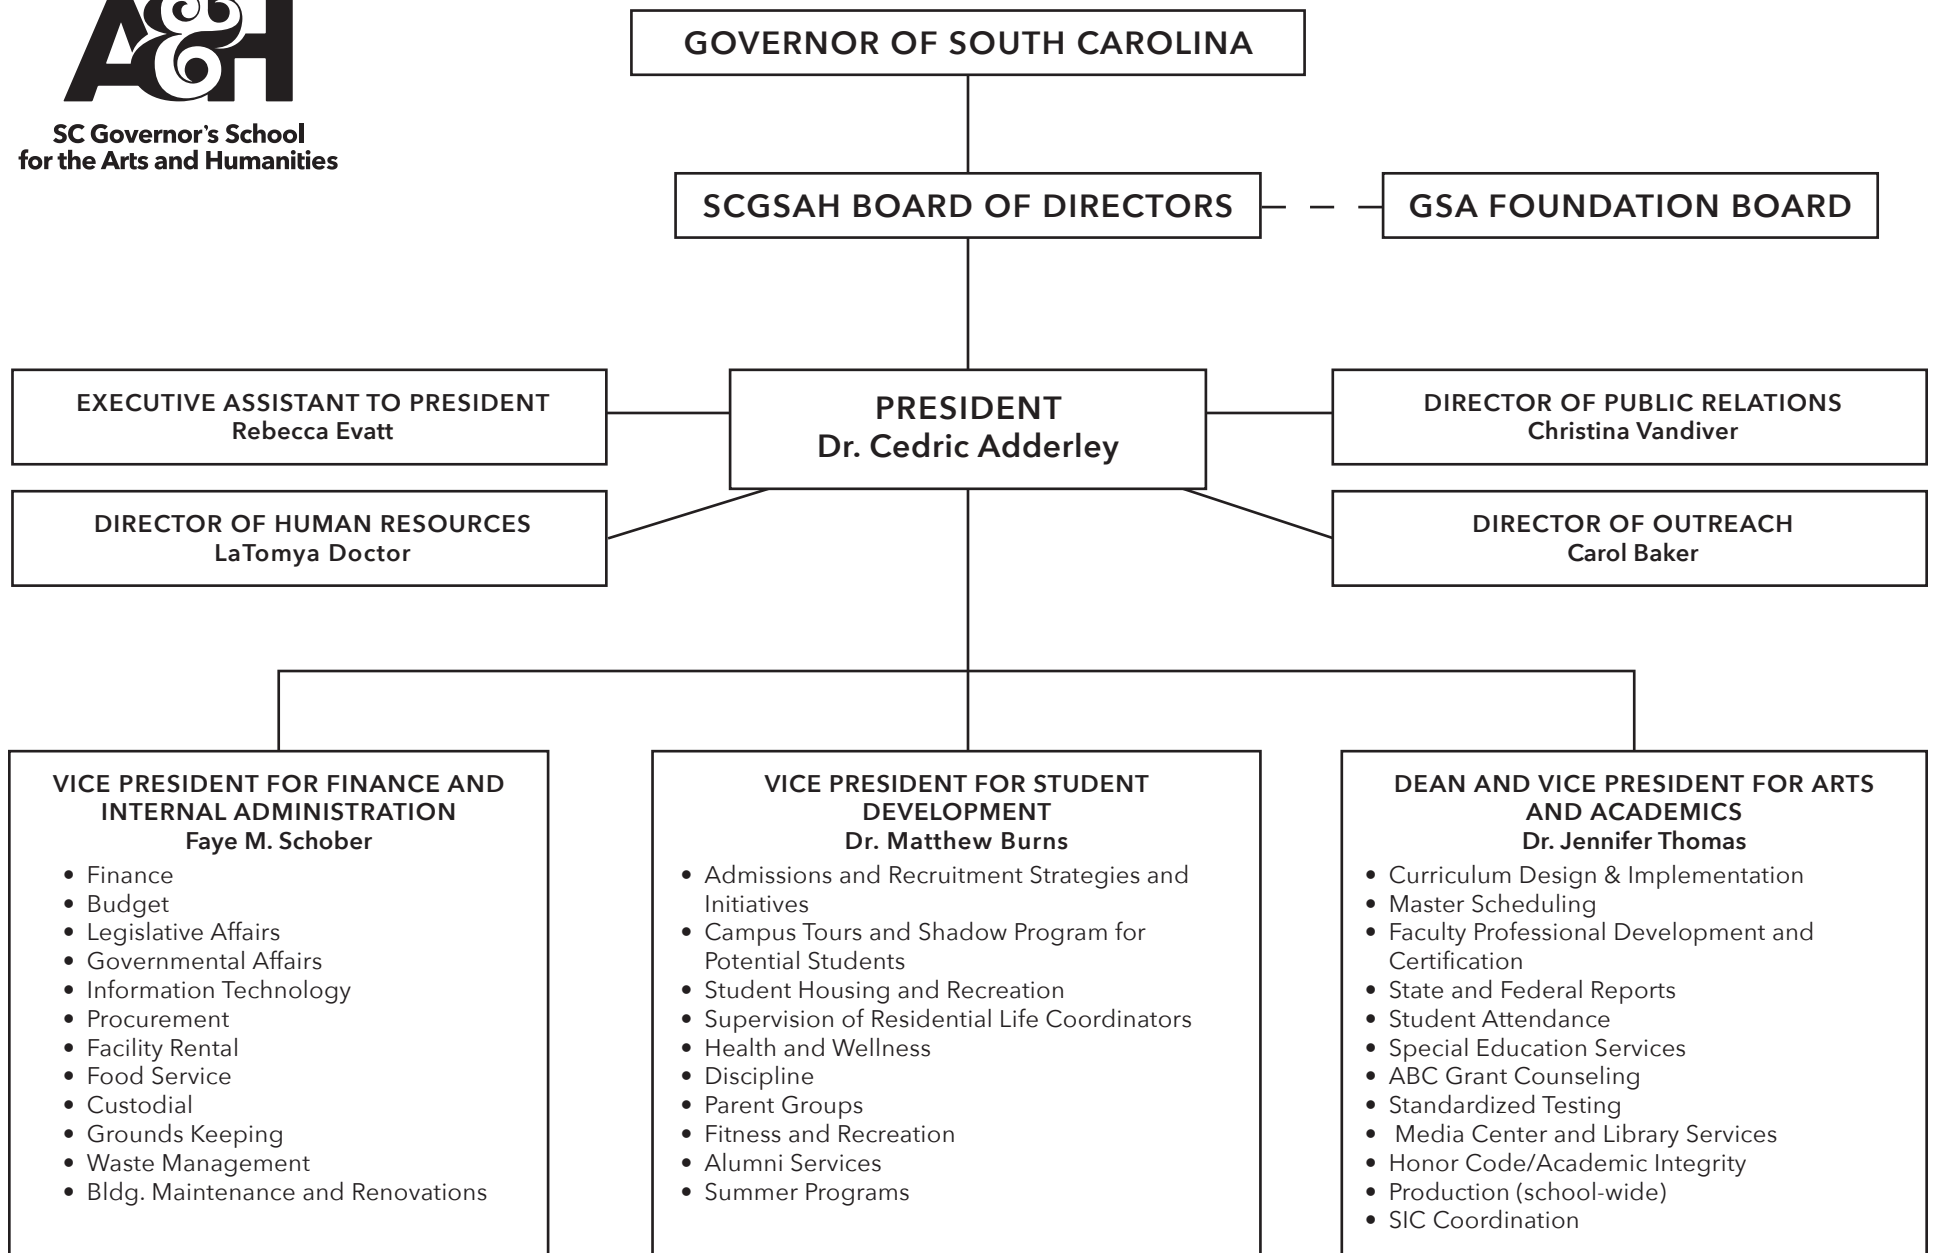 A&H
SC Governor's School
for the Arts and Humanities
GOVERNOR OF SOUTH CAROLINA
SCGSAH BOARD OF DIRECTORS
GSA FOUNDATION BOARD
EXECUTIVE ASSISTANT TO PRESIDENT
Rebecca Evatt
PRESIDENT
Dr. Cedric Adderley
DIRECTOR OF PUBLIC RELATIONS
Christina Vandiver
DIRECTOR OF HUMAN RESOURCES
LaTomya Doctor
DIRECTOR OF OUTREACH
Carol Baker
VICE PRESIDENT FOR FINANCE AND
INTERNAL ADMINISTRATION
Faye M. Schober
• Finance
• Budget
• Legislative Affairs
• Governmental Affairs
• Information Technology
• Procurement
• Facility Rental
• Food Service
• Custodial
• Grounds Keeping
• Waste Management
• Bldg. Maintenance and Renovations
VICE PRESIDENT FOR STUDENT
DEVELOPMENT
Dr. Matthew Burns
• Admissions and Recruitment Strategies and
Initiatives
• Campus Tours and Shadow Program for
Potential Students
• Student Housing and Recreation
• Supervision of Residential Life Coordinators
• Health and Wellness
• Discipline
• Parent Groups
• Fitness and Recreation
• Alumni Services
• Summer Programs
DEAN AND VICE PRESIDENT FOR ARTS
AND ACADEMICS
Dr. Jennifer Thomas
• Curriculum Design & Implementation
• Master Scheduling
• Faculty Professional Development and
Certification
• State and Federal Reports
• Student Attendance
• Special Education Services
• ABC Grant Counseling
• Standardized Testing
• Media Center and Library Services
• Honor Code/Academic Integrity
• Production (school-wide)
• SIC Coordination